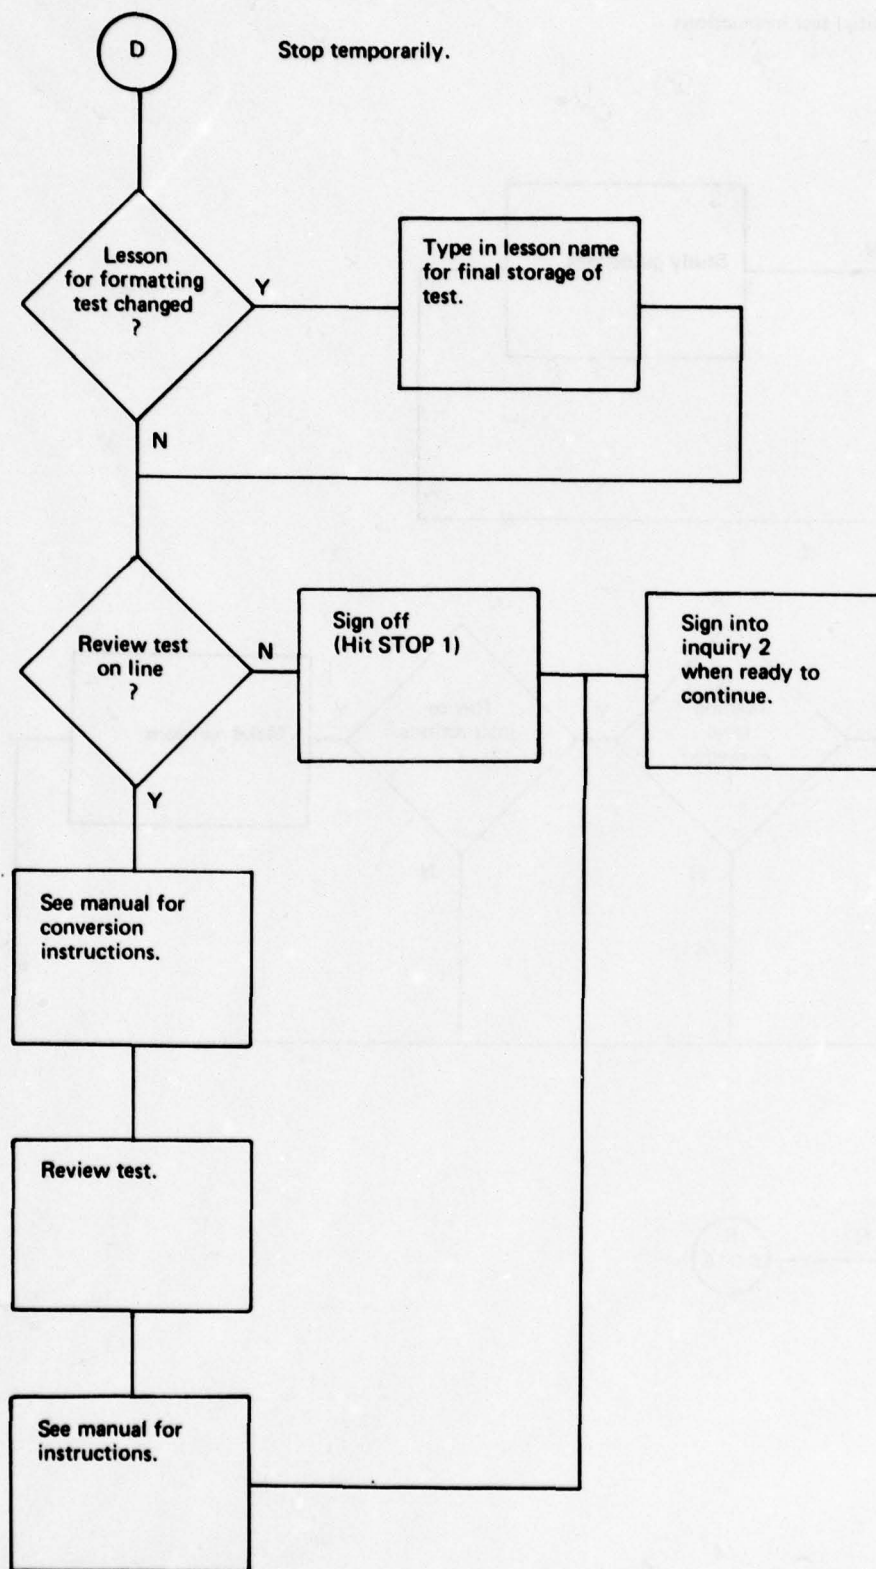 D
Stop temporarily.
Lesson
for formatting
test changed
?
Y
Type in lesson name
for final storage of
test.
N
Review test
on line
?
N
Sign off
(Hit STOP 1)
Sign into
inquiry 2
when ready to
continue.
Y
See manual for
conversion
instructions.
Review test.
See manual for
instructions.